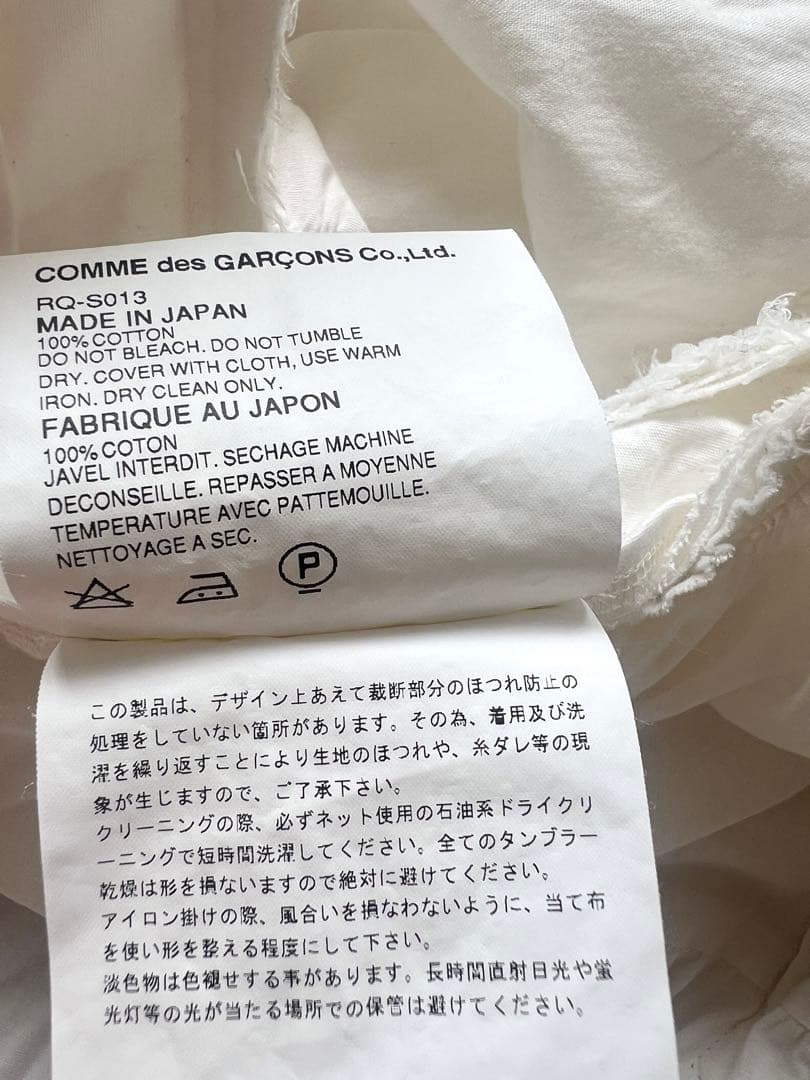 COMME des GARÇONS Co.,Ltd.
RQ-S013
MADE IN JAPAN
100% COTTON
DO NOT BLEACH. DO NOT TUMBLE
DRY. COVER WITH CLOTH, USE WARM
IRON. DRY CLEAN ONLY.
FABRIQUE AU JAPON
100% COTON
JAVEL INTERDIT. SECHAGE MACHINE
DECONSEILLE. REPASSER A MOYENNE
TEMPERATURE AVEC PATTEMOUILLE.
NETTOYAGE A SEC.
P
この製品は、デザイン上あえて裁断部分のほつれ防止の
処理をしていない箇所があります。その為、着用及び洗
濯を繰り返すことにより生地のほつれや、糸ダレ等の現
象が生じますので、ご了承下さい。
クリーニングの際、必ずネット使用の石油系ドライクリ
ーニングで短時間洗濯してください。全てのタンブラー
乾燥は形を損ないますので絶対に避けてください。
アイロン掛けの際、風合いを損なわないように、当て布
を使い形を整える程度にして下さい。
淡色物は色褪せする事があります。長時間直射日光や蛍
光灯等の光が当たる場所での保管は避けてください。